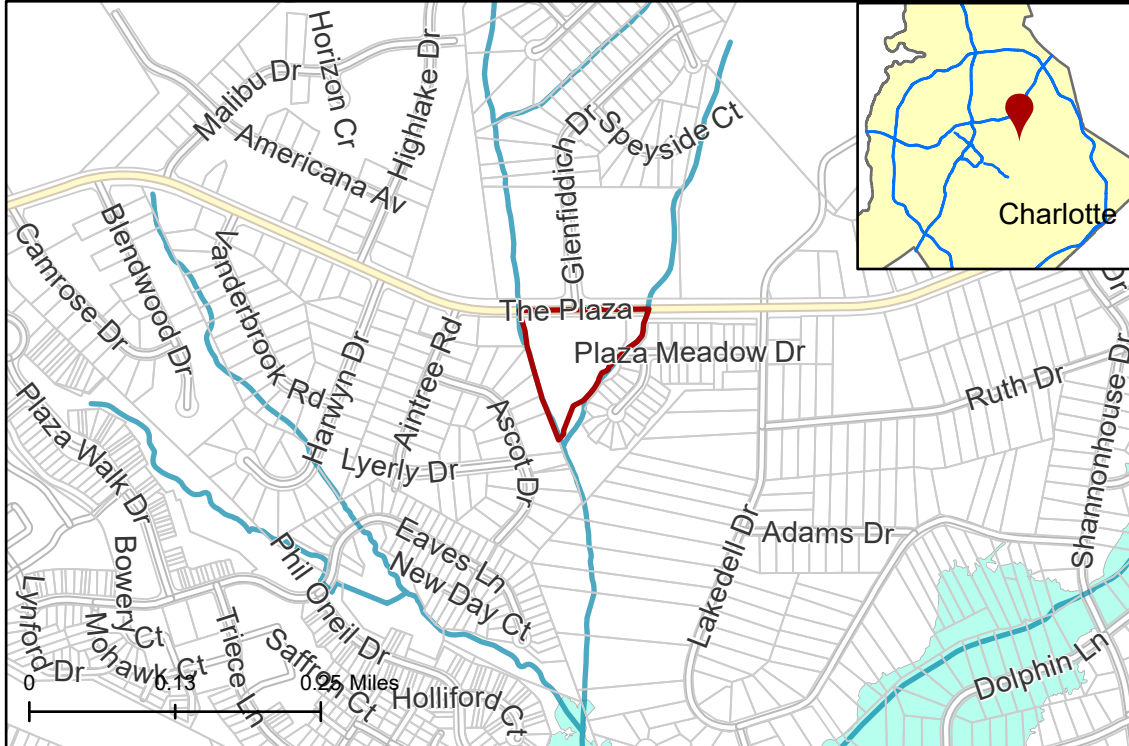 Horizon Cr
Highlake Dr
Malibu Dr
Americana Av
Glenfiddich Dr
Speyside Ct
Charlotte
Camrose Dr
Blendwood Dr
Vanderbrook Rd
Harwyn Dr
Aintree Rd
The Plaza
Plaza Meadow Dr
Dr
Ruth Dr
Shannonhouse Dr
Plaza Walk Dr
Lyerly Dr
Ascot Dr
Eaves Ln
New Day Ct
Lakedell Dr
Adams Dr
Phil Oneil Dr
Bowery Ct
Lynford Dr
Mohawk Ct
Triece Ln
Saffron Ct
Holliford Ct
Dolphin Ln
0 0.13 0.25 Miles